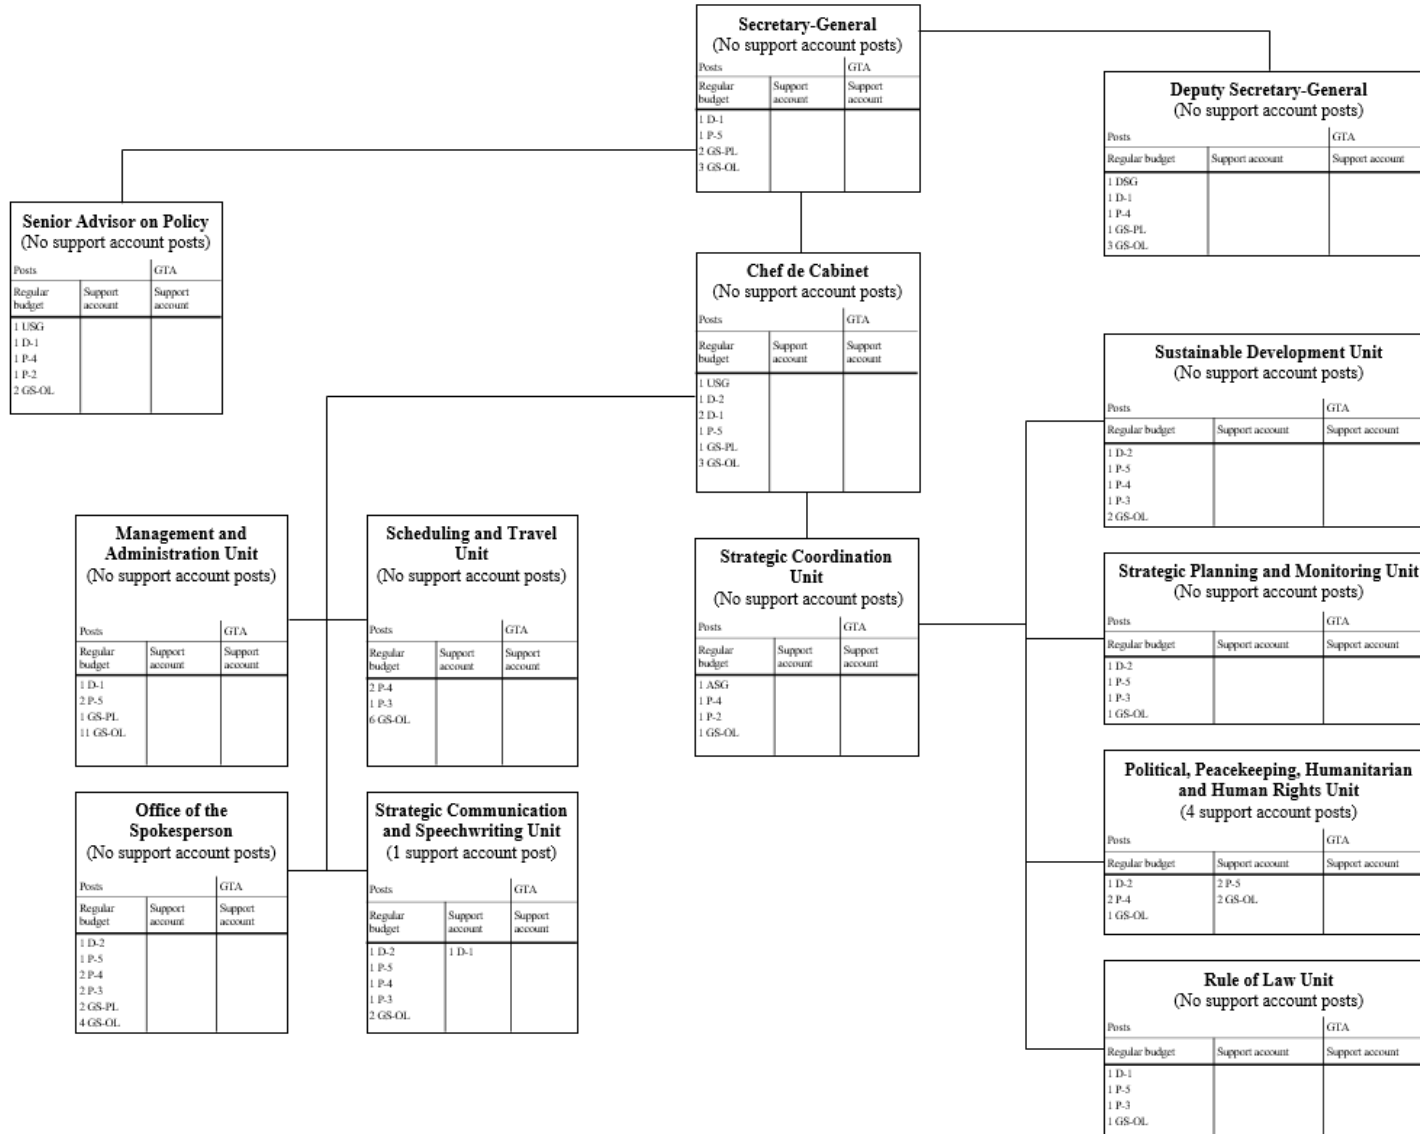 Secretary-General
(No support account posts)
Posts GTA
Regular budget Support account Support account
1 D-1
1 P-5
2 GS-PL
3 GS-OL
Deputy Secretary-General
(No support account posts)
Posts GTA
Regular budget Support account Support account
1 DSG
1 D-1
1 P-4
1 GS-PL
3 GS-OL
Senior Advisor on Policy
(No support account posts)
Posts GTA
Regular budget Support account Support account
1 USG
1 D-1
1 P-4
1 P-2
2 GS-OL
Chef de Cabinet
(No support account posts)
Posts GTA
Regular budget Support account Support account
1 USG
1 D-2
2 D-1
1 P-5
1 GS-PL
3 GS-OL
Sustainable Development Unit
(No support account posts)
Posts GTA
Regular budget Support account Support account
1 D-2
1 P-5
1 P-4
1 P-3
2 GS-OL
Management and
Administration Unit
(No support account posts)
Posts GTA
Regular budget Support account Support account
1 D-1
2 P-5
1 GS-PL
11 GS-OL
Scheduling and Travel
Unit
(No support account posts)
Posts GTA
Regular budget Support account Support account
2 P-4
1 P-3
6 GS-OL
Strategic Coordination
Unit
(No support account posts)
Posts GTA
Regular budget Support account Support account
1 ASG
1 P-4
1 P-2
1 GS-OL
Strategic Planning and Monitoring Unit
(No support account posts)
Posts GTA
Regular budget Support account Support account
1 D-2
1 P-5
1 P-3
1 GS-OL
Political, Peacekeeping, Humanitarian
and Human Rights Unit
(4 support account posts)
Posts GTA
Regular budget Support account Support account
1 D-2 2 P-5
2 P-4 2 GS-OL
1 GS-OL
Office of the
Spokesperson
(No support account posts)
Posts GTA
Regular budget Support account Support account
1 D-2
1 P-5
2 P-4
2 P-3
2 GS-PL
4 GS-OL
Strategic Communication
and Speechwriting Unit
(1 support account post)
Posts GTA
Regular budget Support account Support account
1 D-2 1 D-1
1 P-5
1 P-4
1 P-3
2 GS-OL
Rule of Law Unit
(No support account posts)
Posts GTA
Regular budget Support account Support account
1 D-1
1 P-5
1 P-3
1 GS-OL